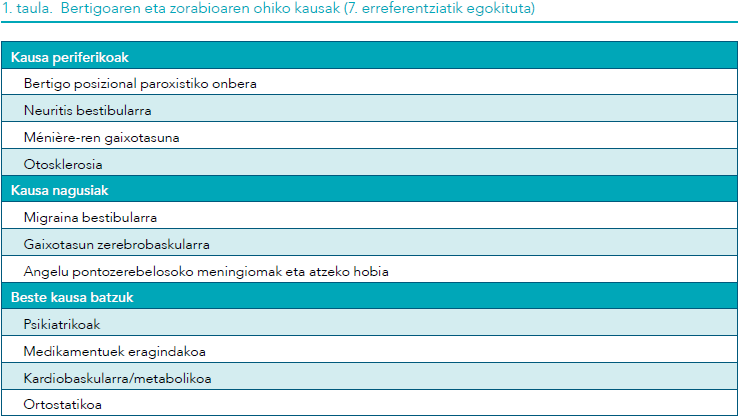 1. taula. Bertigoaren eta zorabioaren ohiko kausak (7. erreferentziatik egokituta)
Kausa periferikoak
Bertigo posizional paroxistiko onbera
Neuritis bestibularra
Ménière-ren gaixotasuna
Otosklerosia
Kausa nagusiak
Migraina bestibularra
Gaixotasun zerebrobaskularra
Angelu pontozerebelosoko meningiomak eta atzeko hobia
Beste kausa batzuk
Psikiatrikoak
Medikamentuek eragindakoa
Kardiobaskularra/metabolikoa
Ortostatikoa